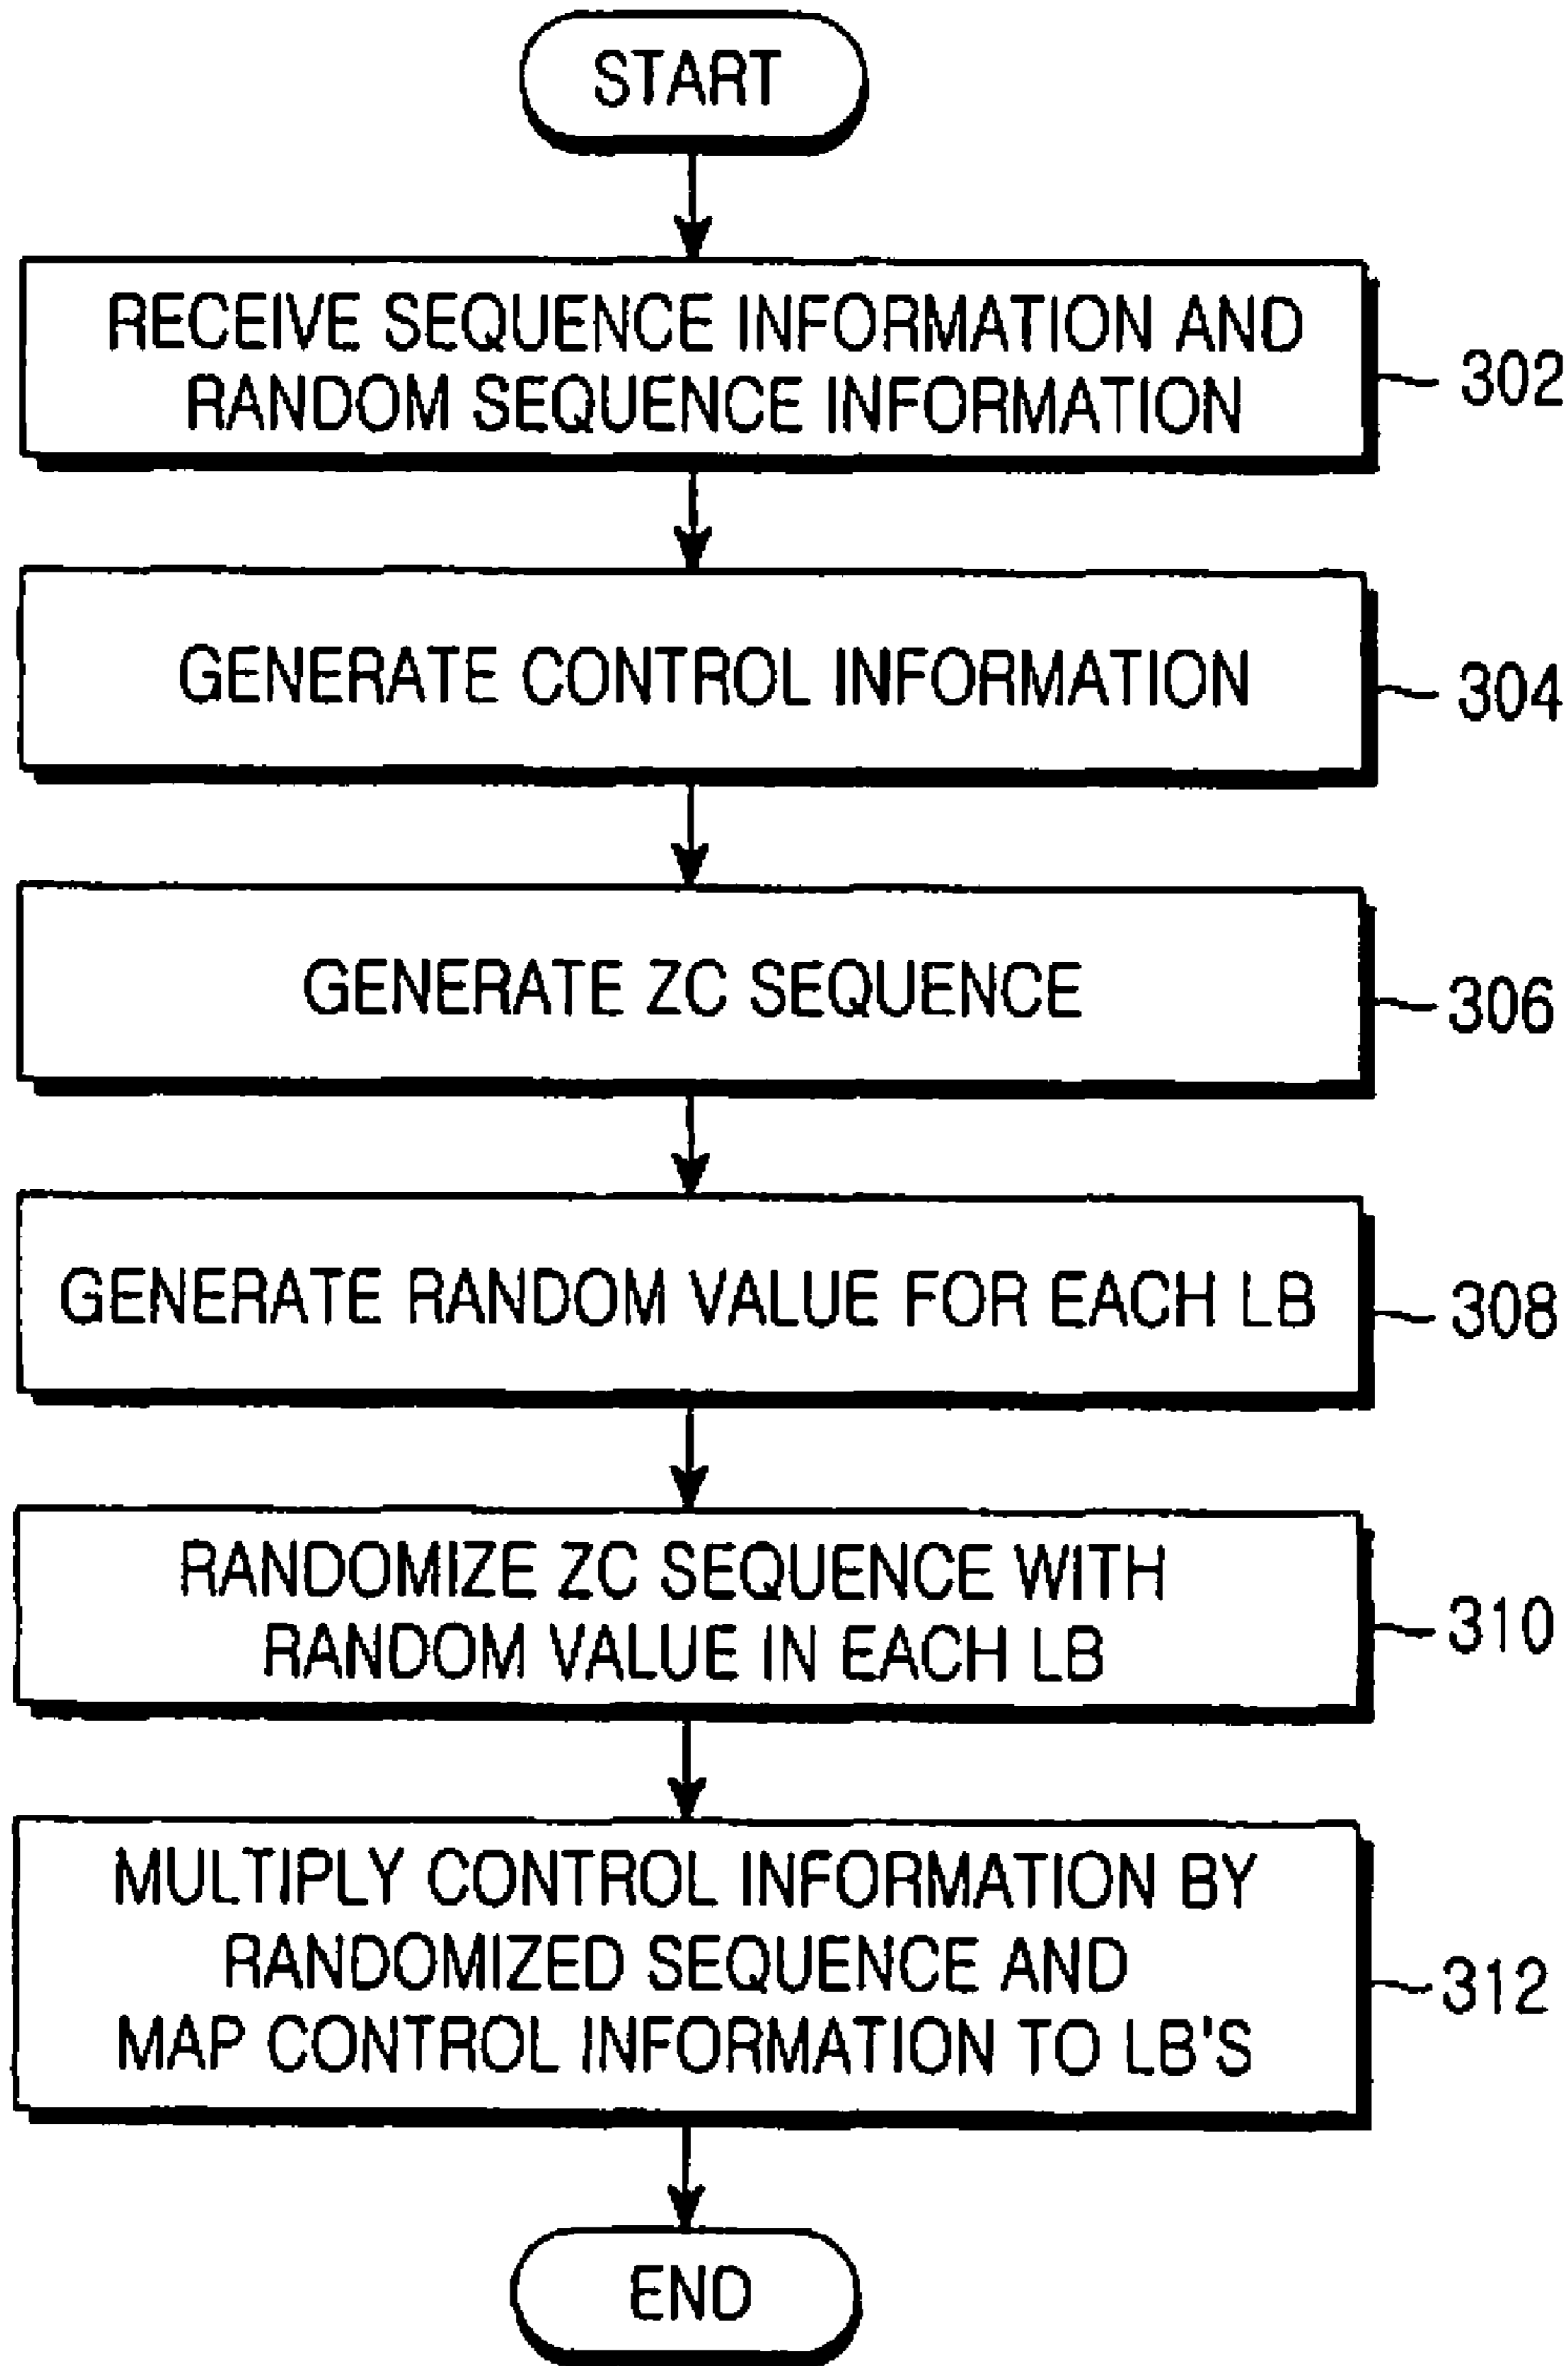 START
RECEIVE SEQUENCE INFORMATION AND
RANDOM SEQUENCE INFORMATION
302
GENERATE CONTROL INFORMATION
304
GENERATE ZC SEQUENCE
306
GENERATE RANDOM VALUE FOR EACH LB
308
RANDOMIZE ZC SEQUENCE WITH
RANDOM VALUE IN EACH LB
310
MULTIPLY CONTROL INFORMATION BY
RANDOMIZED SEQUENCE AND
MAP CONTROL INFORMATION TO LB'S
312
END